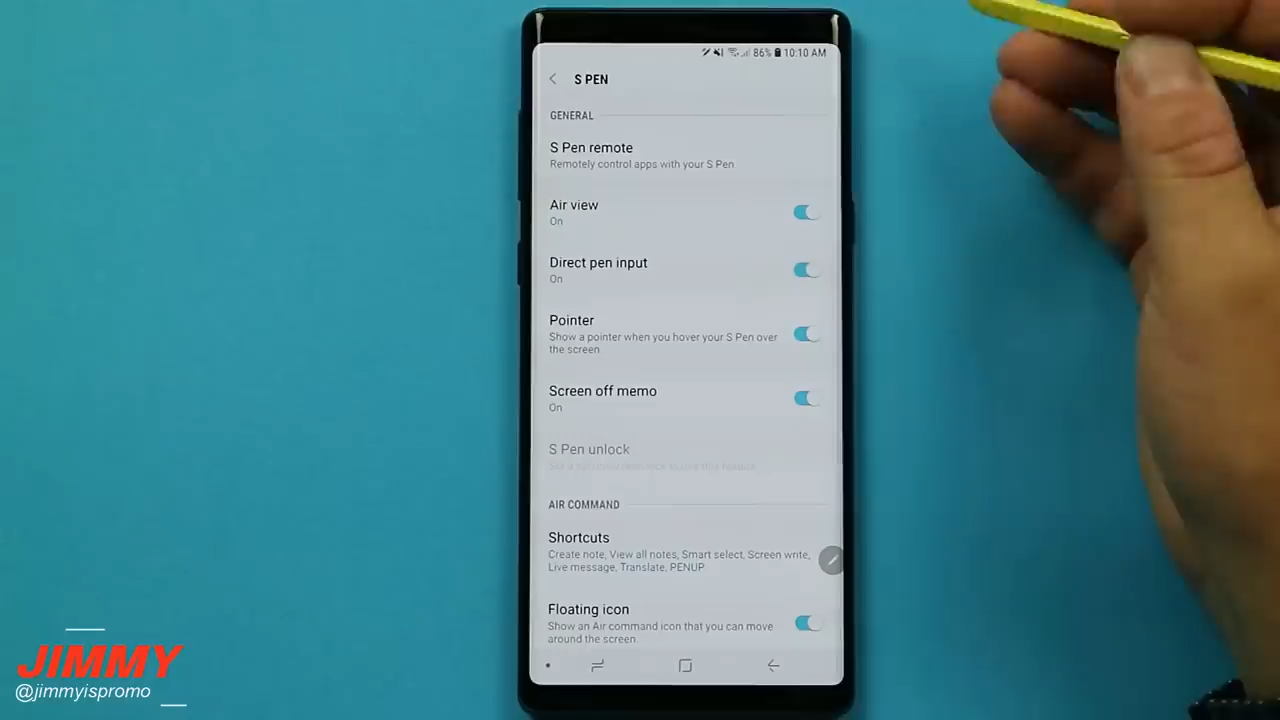 86% 10:10 AM
S PEN
GENERAL
S Pen remote
Remotely control apps with your S Pen
Air view
On
Direct pen input
On
Pointer
Show a pointer when you hover your S Pen over
the screen
Screen off memo
On
S Pen unlock
AIR COMMAND
Shortcuts
Create note, View all notes, Smart select, Screen write,
Live message, Translate, PENUP
Floating icon
Show an Air command icon that you can move
around the screen.
JIMMY
@jimmyispromo